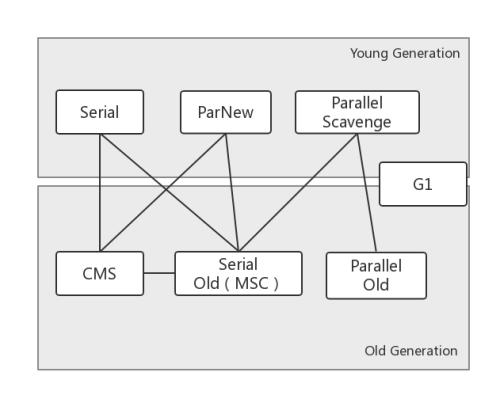 Young Generation
Serial
ParNew
Parallel
Scavenge
G1
CMS
Serial
Old ( MSC )
Parallel
Old
Old Generation